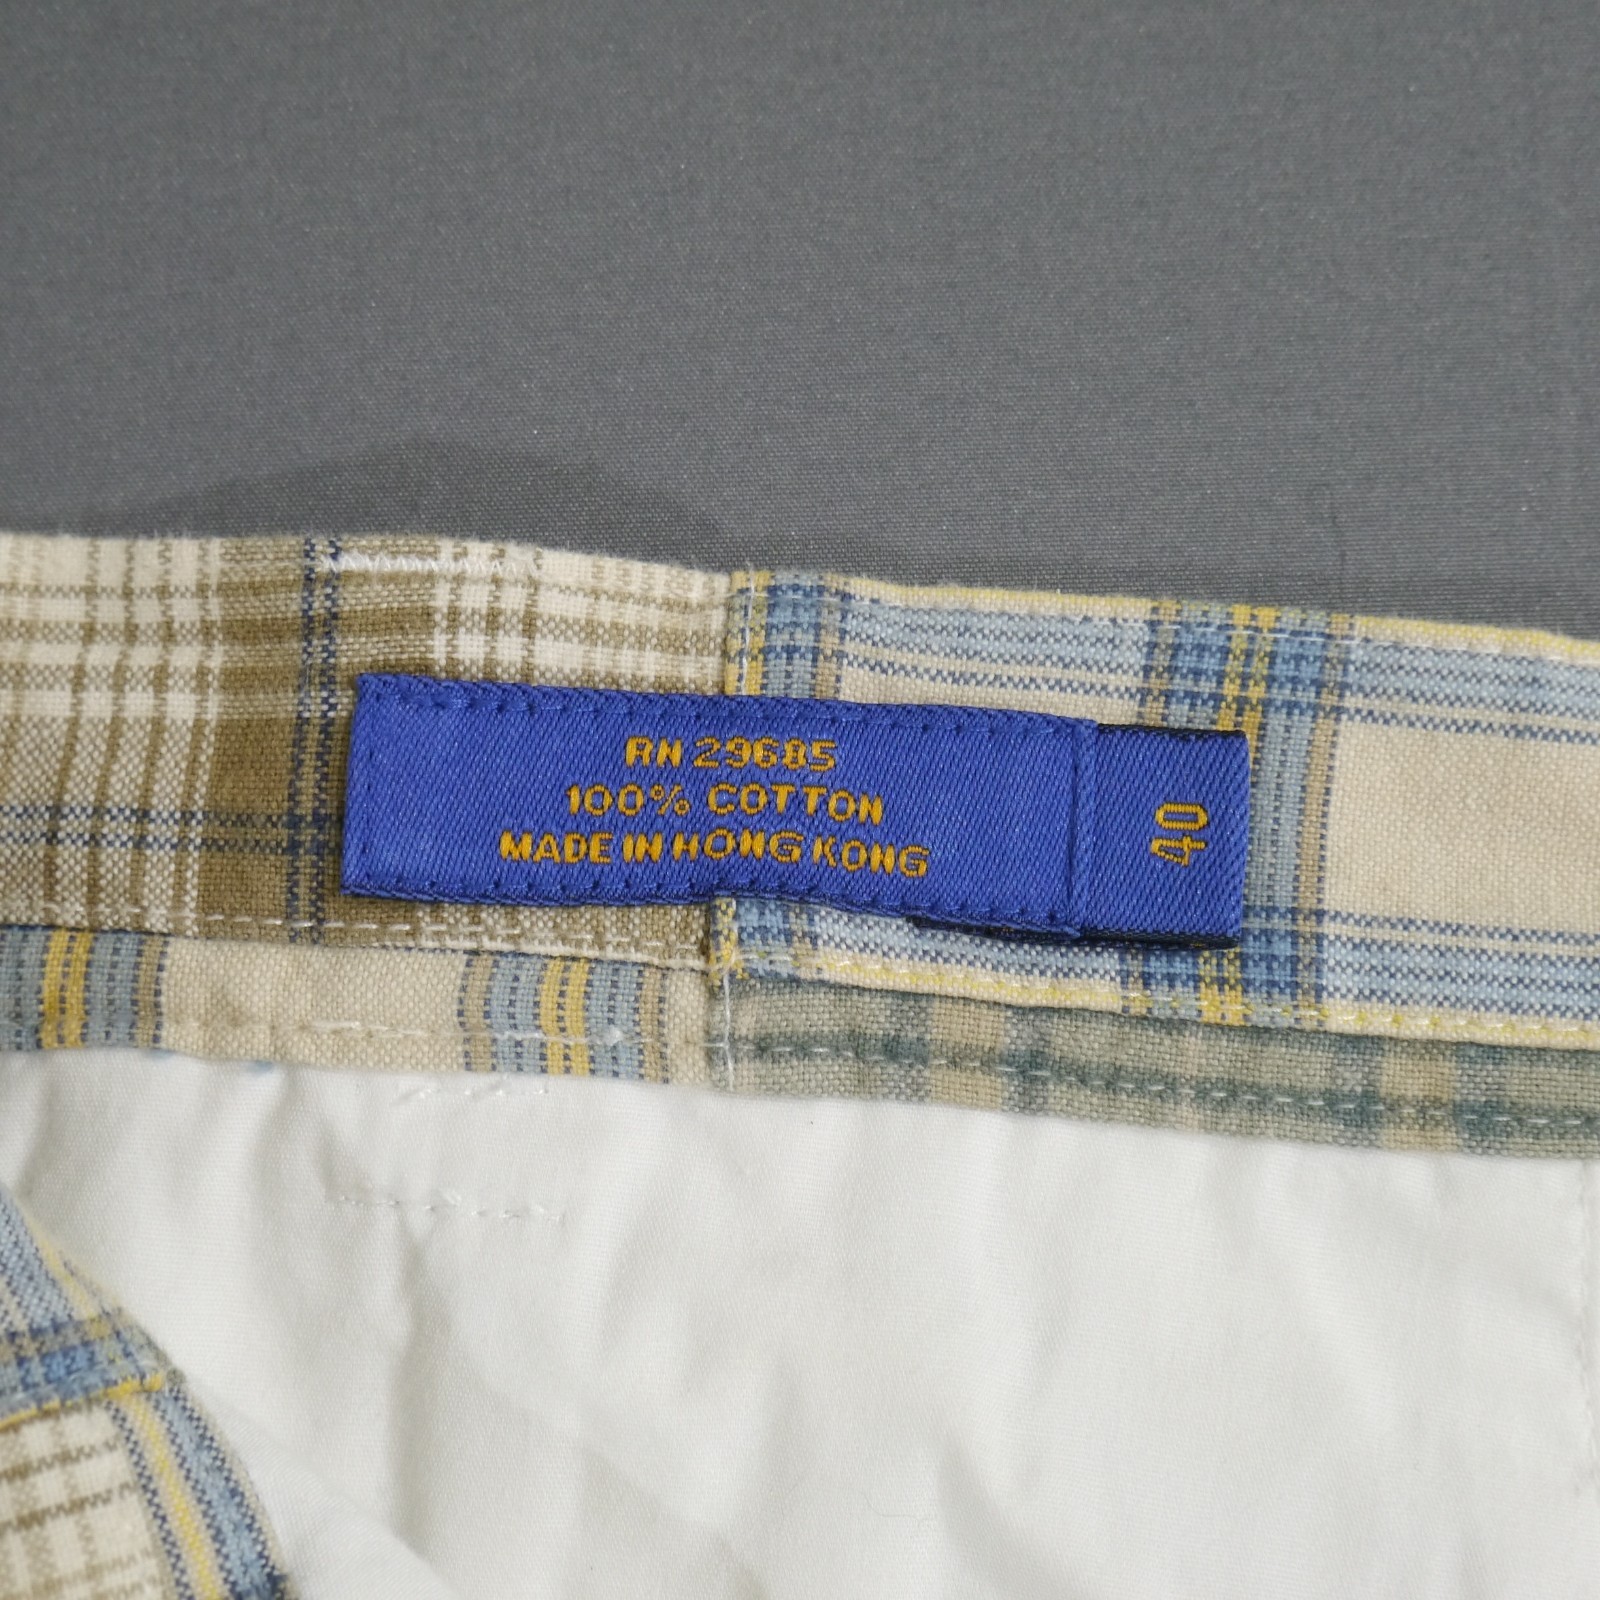 RN 29685
100% COTTON
MADE IN HONG KONG
40